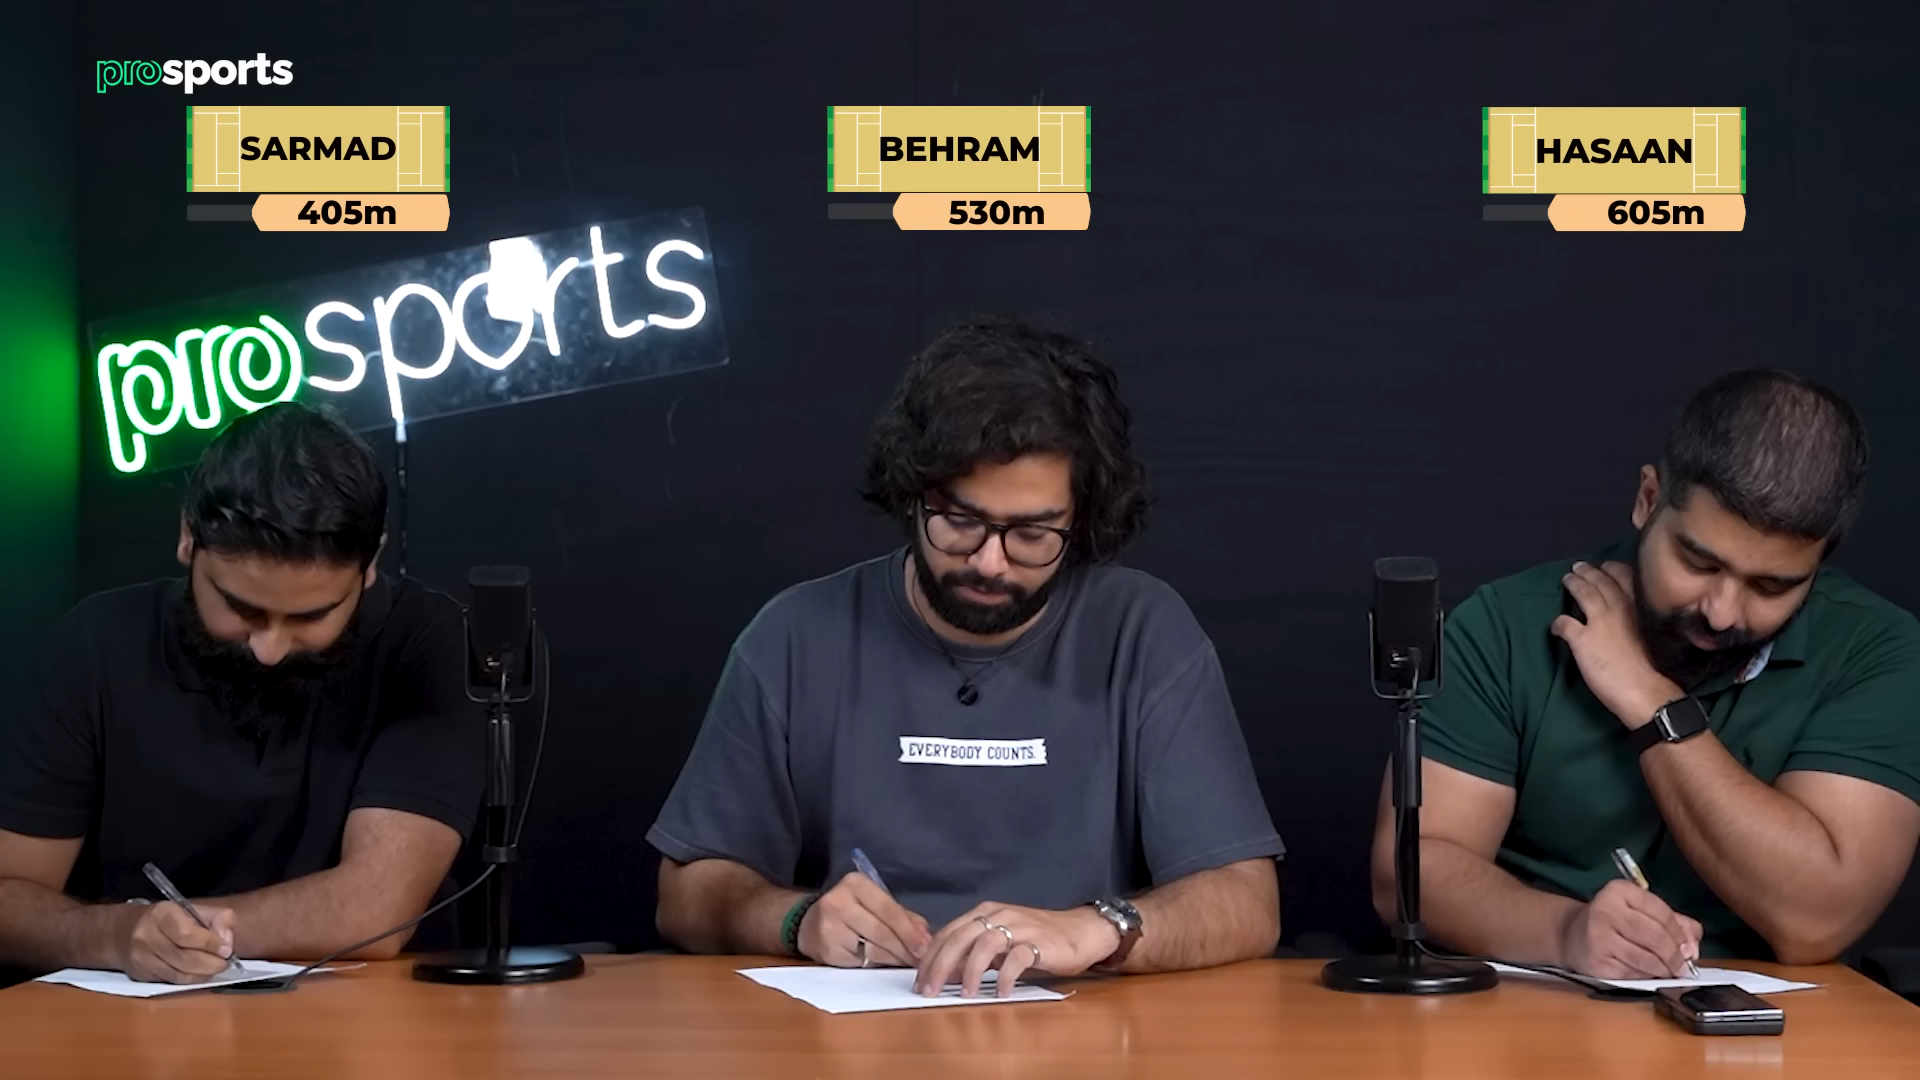 prosports
SARMAD
BEHRAM
HASAAN
405m
530m
605m
prosports
EVERYBODY COUNTS.